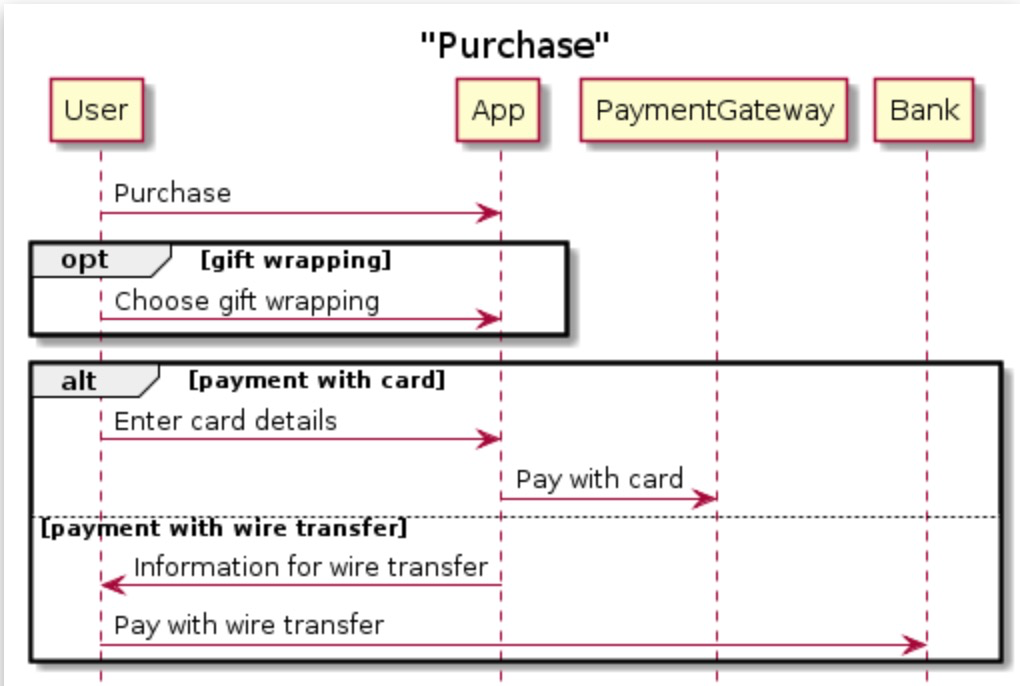 "Purchase"
User App PaymentGateway Bank
Purchase
opt [gift wrapping]
Choose gift wrapping
alt [payment with card]
Enter card details
Pay with card
[payment with wire transfer]
Information for wire transfer
Pay with wire transfer